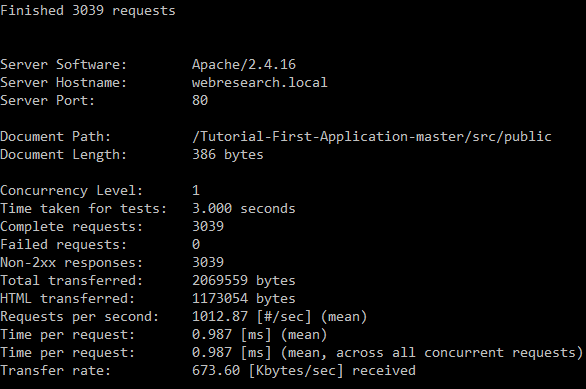 Finished 3039 requests
Server Software: Apache/2.4.16
Server Hostname: webresearch.local
Server Port: 80
Document Path: /Tutorial-First-Application-master/src/public
Document Length: 386 bytes
Concurrency Level: 1
Time taken for tests: 3.000 seconds
Complete requests: 3039
Failed requests: 0
Non-2xx responses: 3039
Total transferred: 2069559 bytes
HTML transferred: 1173054 bytes
Requests per second: 1012.87 [#/sec] (mean)
Time per request: 0.987 [ms] (mean)
Time per request: 0.987 [ms] (mean, across all concurrent requests)
Transfer rate: 673.60 [Kbytes/sec] received